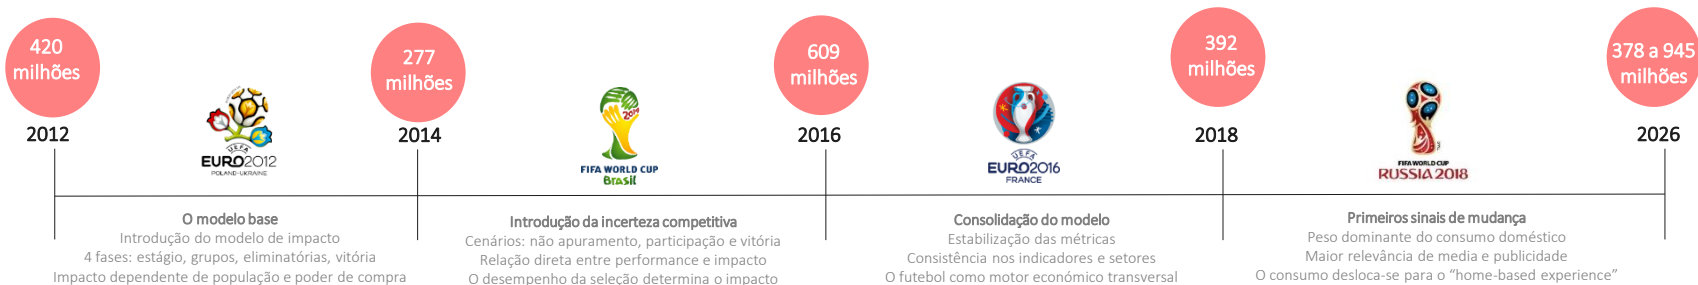 420
milhões
2012
277
milhões
2014
609
milhões
2016
392
milhões
2018
378 a 945
milhões
2026
UEFA
EURO2012
POLAND-UKRAINE
2014
FIFA WORLD CUP
Brasil
UEFA
EURO2016
FRANCE
FIFA WORLD CUP
RUSSIA 2018
O modelo base
Introdução do modelo de impacto
4 fases: estágio, grupos, eliminatórias, vitória
Impacto dependente de população e poder de compra
Introdução da incerteza competitiva
Cenários: não apuramento, participação e vitória
Relação direta entre performance e impacto
O desempenho da seleção determina o impacto
Consolidação do modelo
Estabilização das métricas
Consistência nos indicadores e setores
O futebol como motor económico transversal
Primeiros sinais de mudança
Peso dominante do consumo doméstico
Maior relevância de media e publicidade
O consumo desloca-se para o “home-based experience”